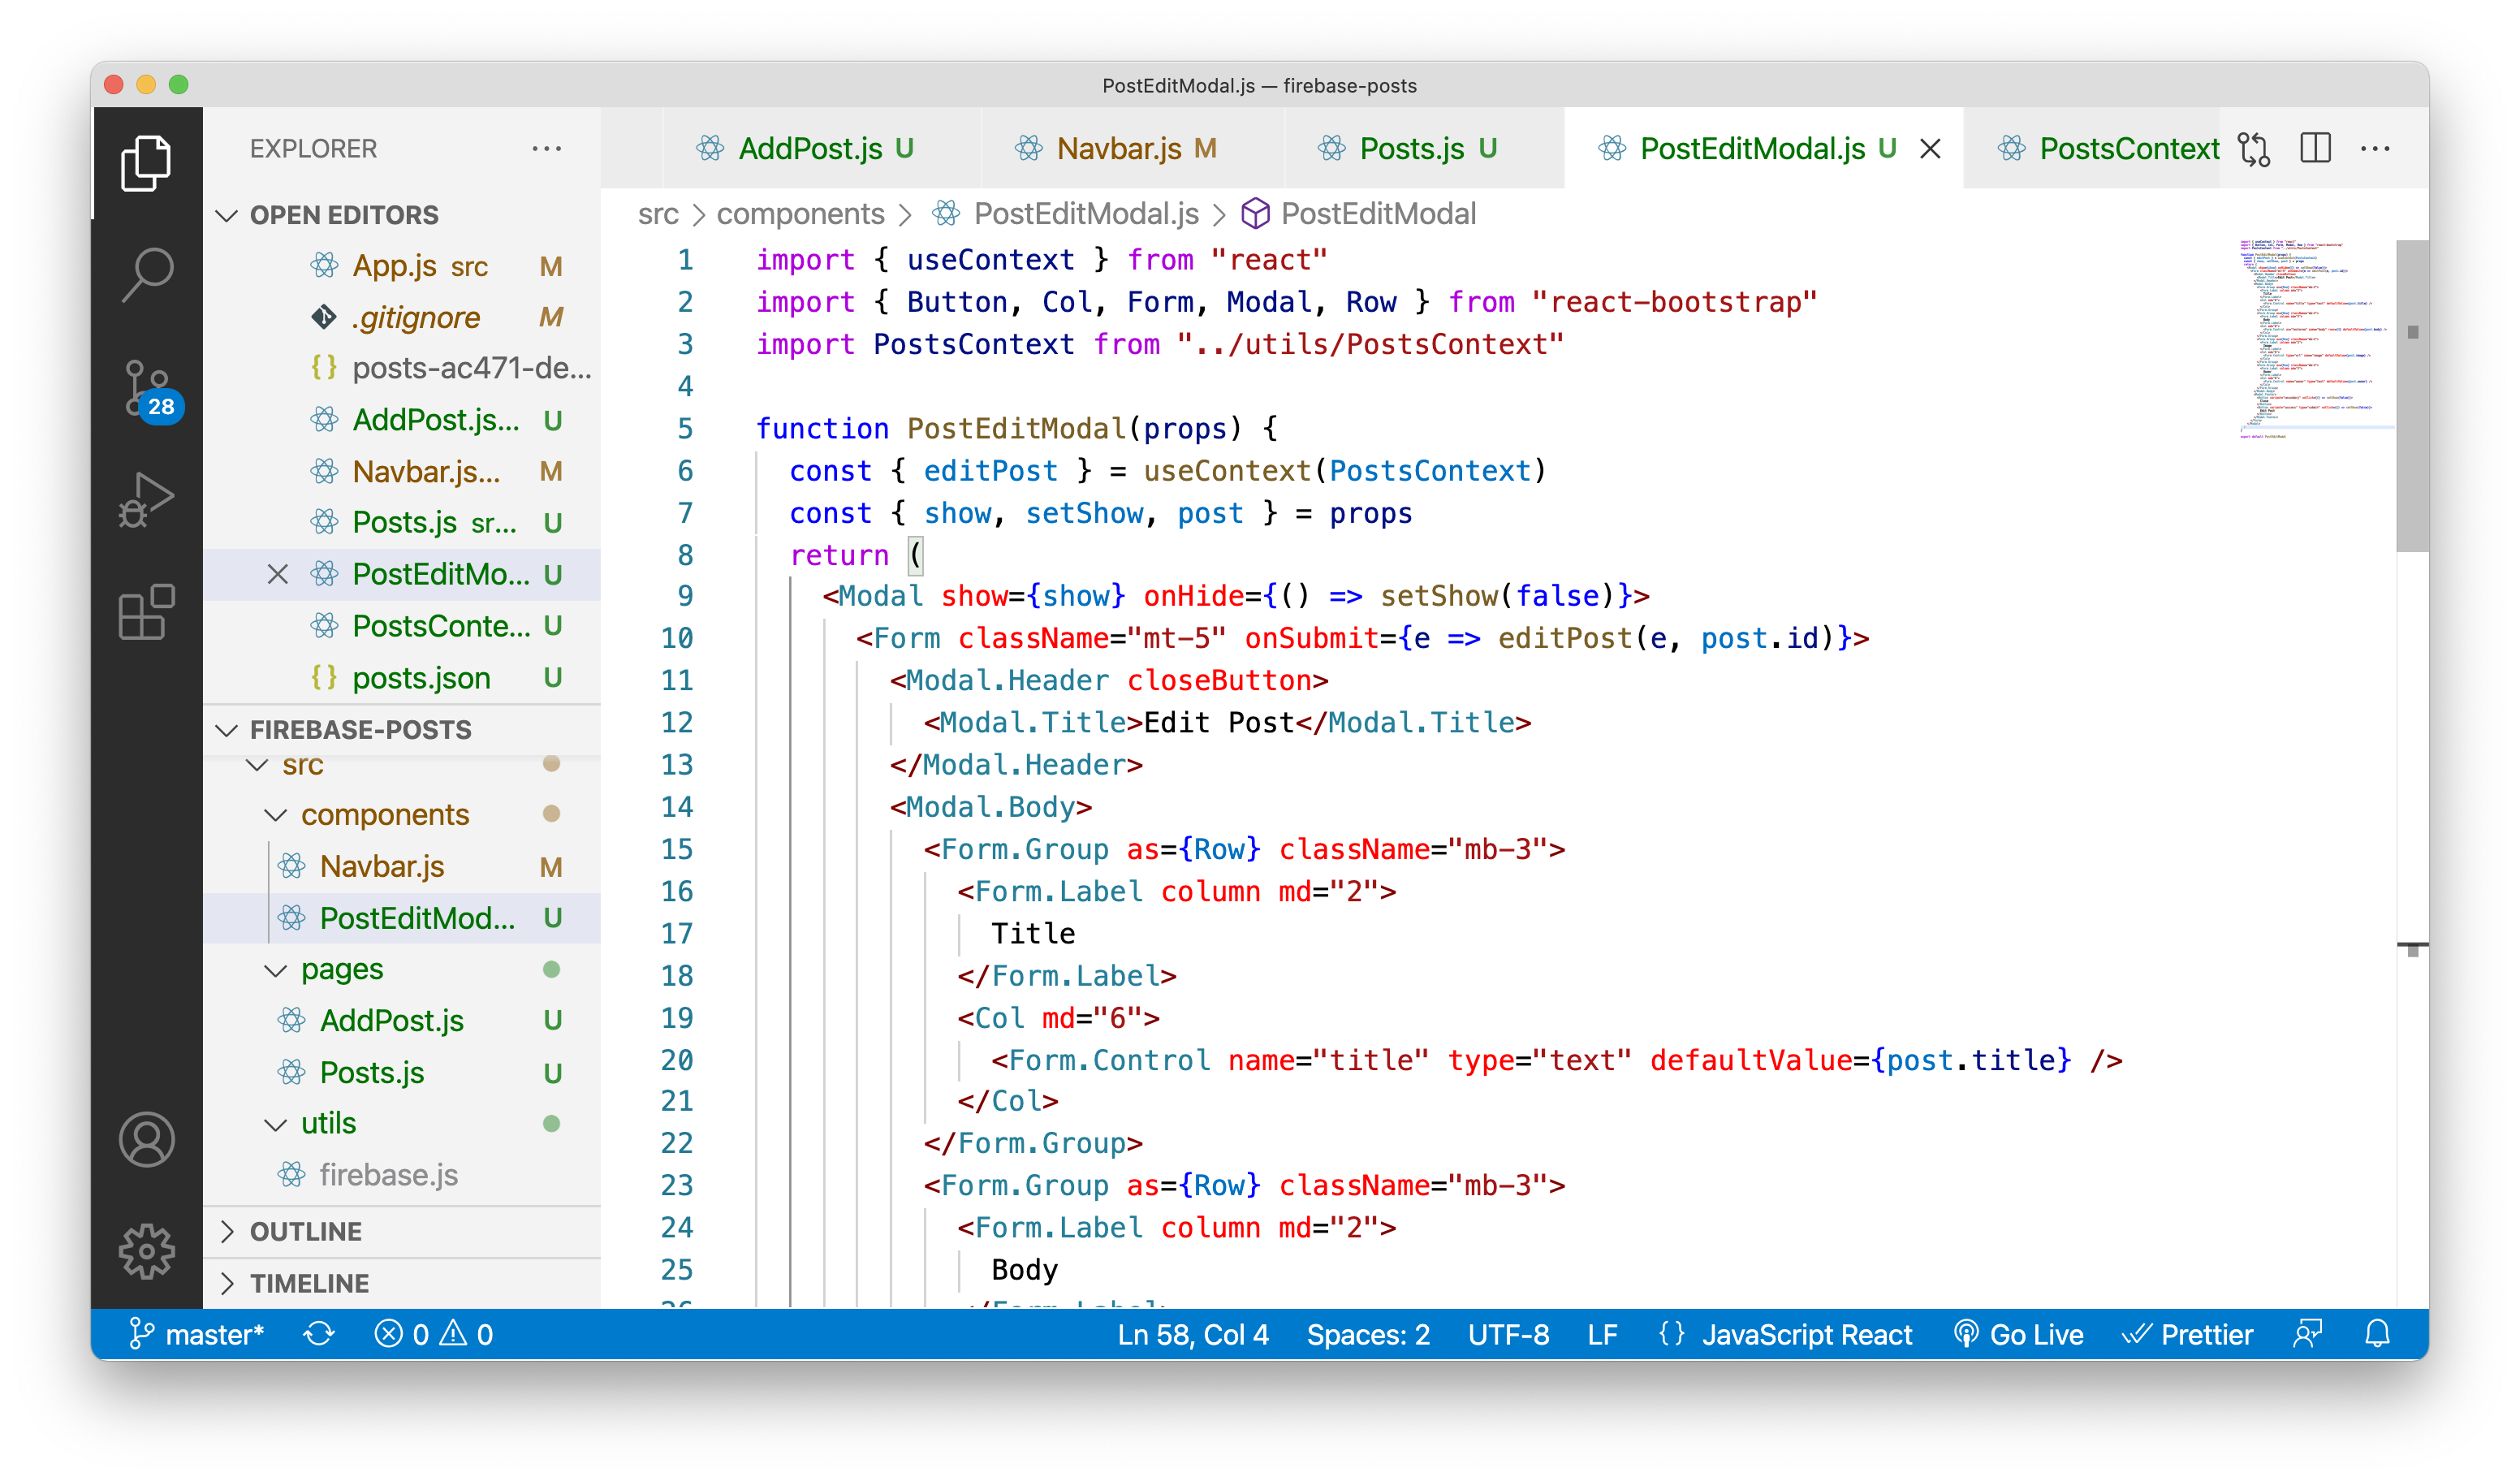 PostEditModal.js — firebase-posts
EXPLORER
OPEN EDITORS
App.js src M
.gitignore M
{} posts-ac471-de...
AddPost.js... U
Navbar.js... M
Posts.js sr... U
PostEditMo... U
PostsConte... U
{} posts.json U
28
FIREBASE-POSTS
src
components
Navbar.js M
PostEditMod... U
pages
AddPost.js U
Posts.js U
utils
firebase.js
OUTLINE
TIMELINE
AddPost.js U Navbar.js M Posts.js U PostEditModal.js U PostsContext
src > components > PostEditModal.js > PostEditModal
1 import { useContext } from "react"
2 import { Button, Col, Form, Modal, Row } from "react-bootstrap"
3 import PostsContext from "../utils/PostsContext"
4
5 function PostEditModal(props) {
6 const { editPost } = useContext(PostsContext)
7 const { show, setShow, post } = props
8 return (
9 <Modal show={show} onHide={() => setShow(false)}>
10 <Form className="mt-5" onSubmit={e => editPost(e, post.id)}>
11 <Modal.Header closeButton>
12 <Modal.Title>Edit Post</Modal.Title>
13 </Modal.Header>
14 <Modal.Body>
15 <Form.Group as={Row} className="mb-3">
16 <Form.Label column md="2">
17 Title
18 </Form.Label>
19 <Col md="6">
20 <Form.Control name="title" type="text" defaultValue={post.title} />
21 </Col>
22 </Form.Group>
23 <Form.Group as={Row} className="mb-3">
24 <Form.Label column md="2">
25 Body
26 </Form.Label>
master* 0 0 Ln 58, Col 4 Spaces: 2 UTF-8 LF {} JavaScript React Go Live Prettier